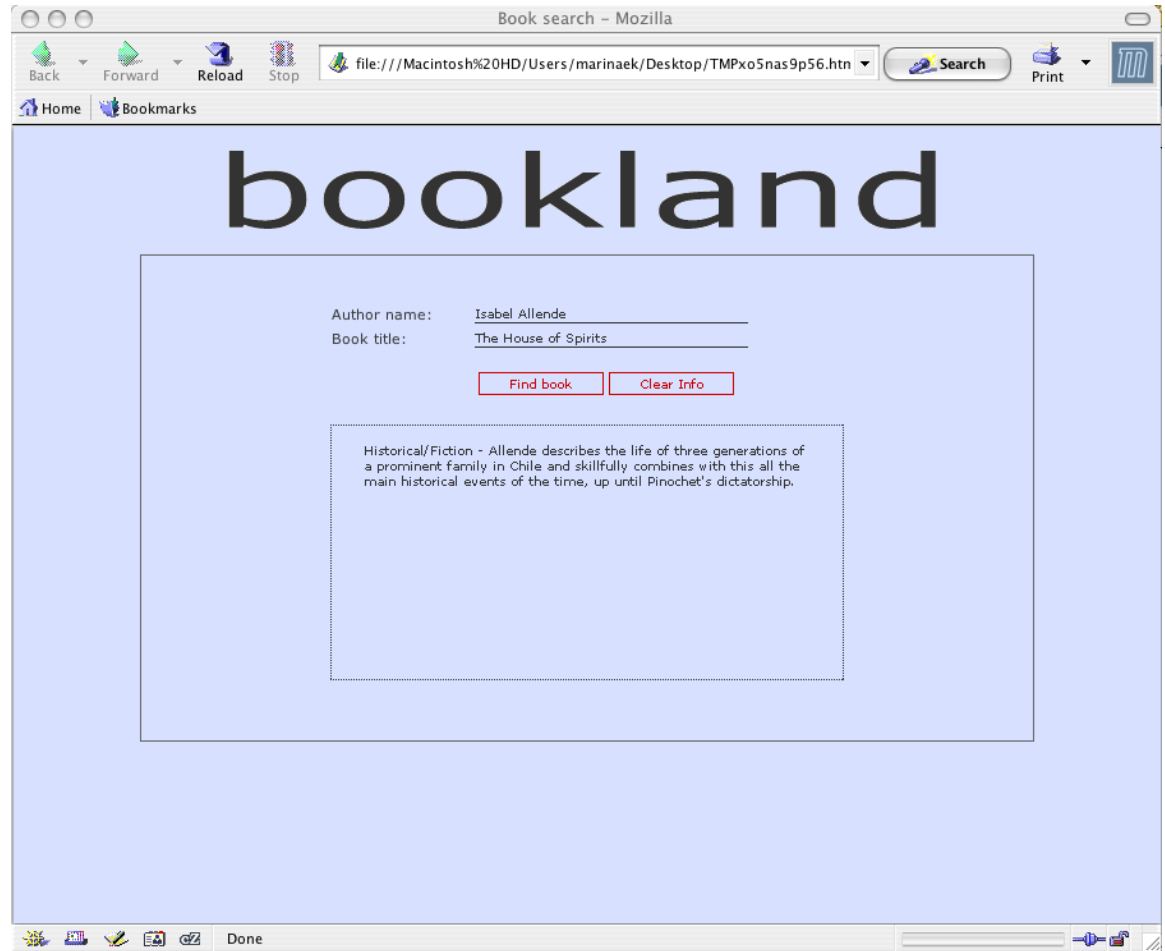 Book search – Mozilla
Back Forward Reload Stop file:///Macintosh%20HD/Users/marinaek/Desktop/TMPxo5nas9p56.htn Search Print
Home Bookmarks
bookland
Author name: Isabel Allende
Book title: The House of Spirits
Find book Clear Info
Historical/Fiction - Allende describes the life of three generations of
a prominent family in Chile and skillfully combines with this all the
main historical events of the time, up until Pinochet's dictatorship.
Done